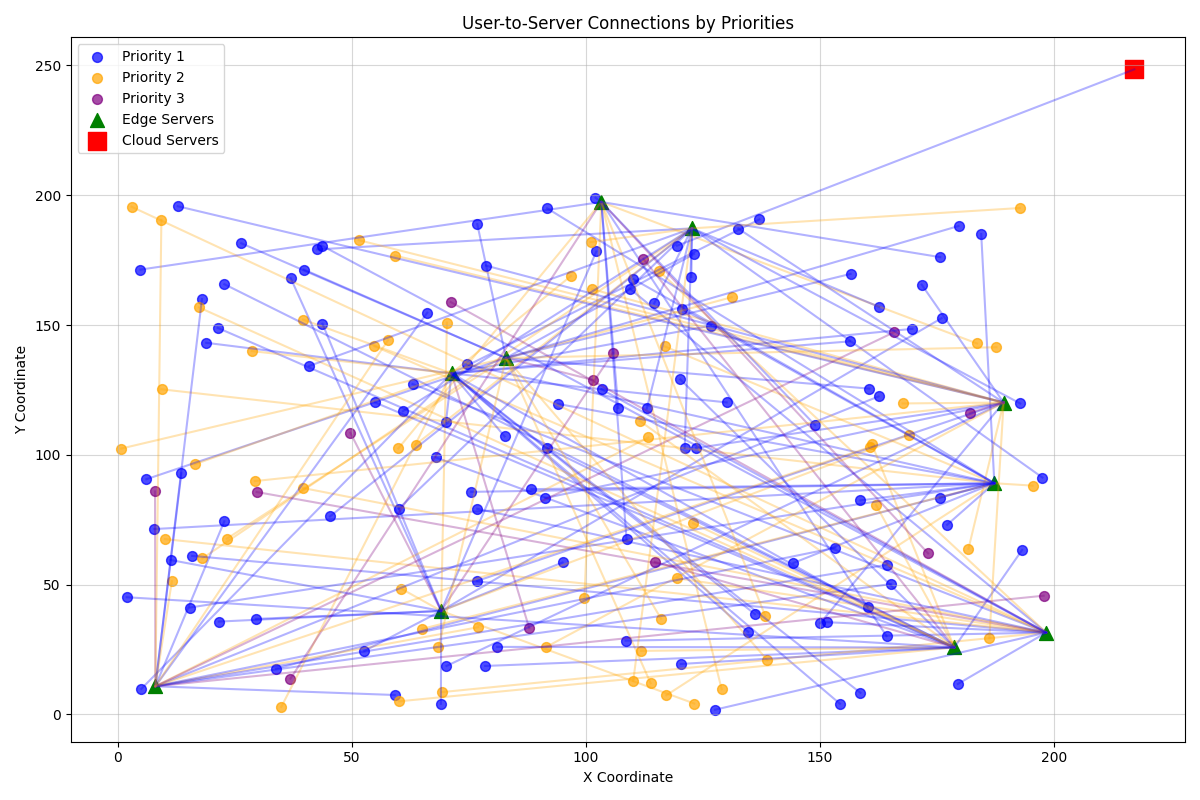 User-to-Server Connections by Priorities
Priority 1
Priority 2
Priority 3
Edge Servers
Cloud Servers
250
200
150
100
50
0
Y Coordinate
0
50
100
150
200
X Coordinate